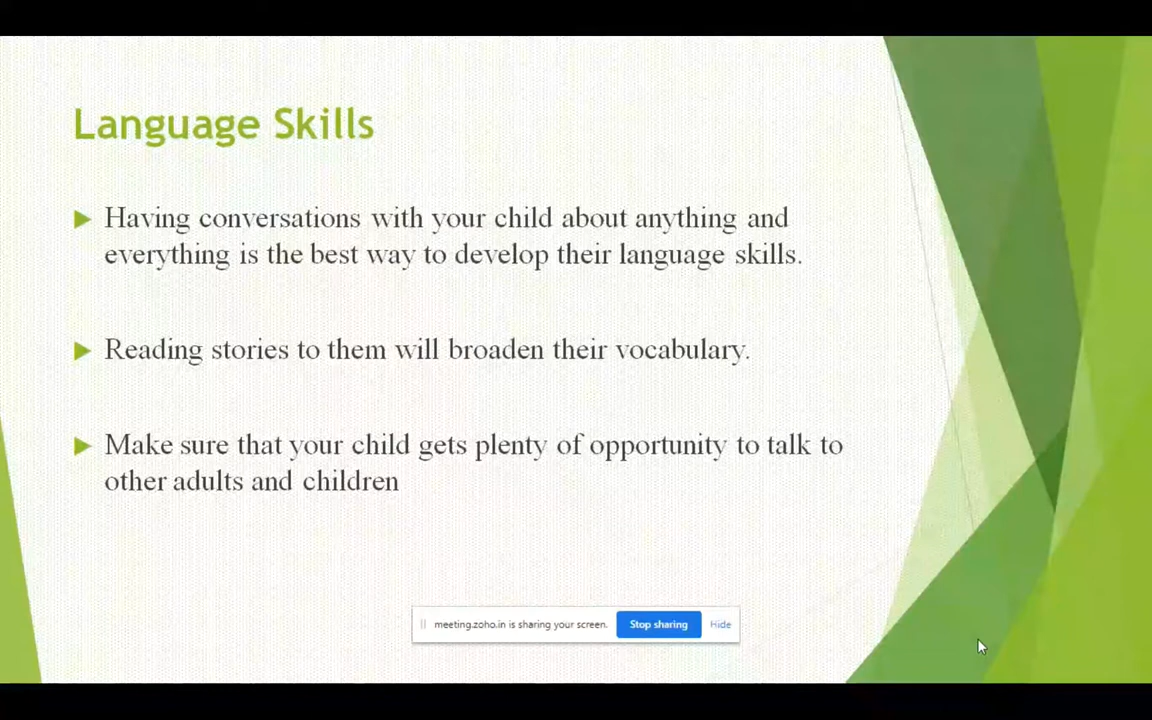 Language Skills
Having conversations with your child about anything and
everything is the best way to develop their language skills.
Reading stories to them will broaden their vocabulary.
Make sure that your child gets plenty of opportunity to talk to
other adults and children
meeting.zoho.in is sharing your screen. Stop sharing Hide